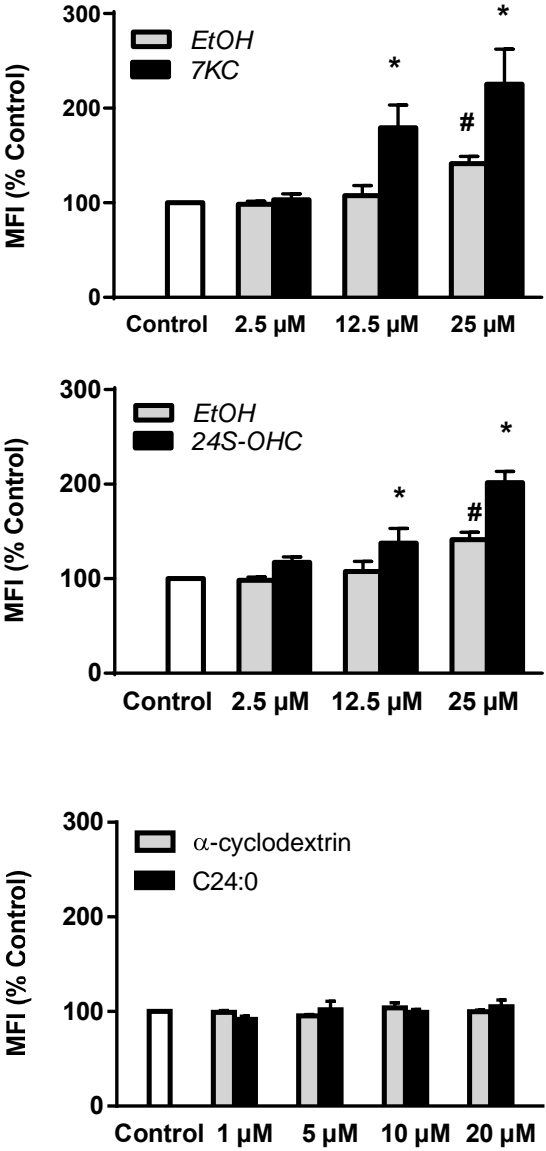 300
EtOH
7KC
*
*
200
#
MFI (% Control)
100
0
Control 2.5 µM 12.5 µM 25 µM
300
EtOH
24S-OHC
*
*
200
#
MFI (% Control)
100
0
Control 2.5 µM 12.5 µM 25 µM
300
α-cyclodextrin
C24:0
200
MFI (% Control)
100
0
Control 1 µM 5 µM 10 µM 20 µM